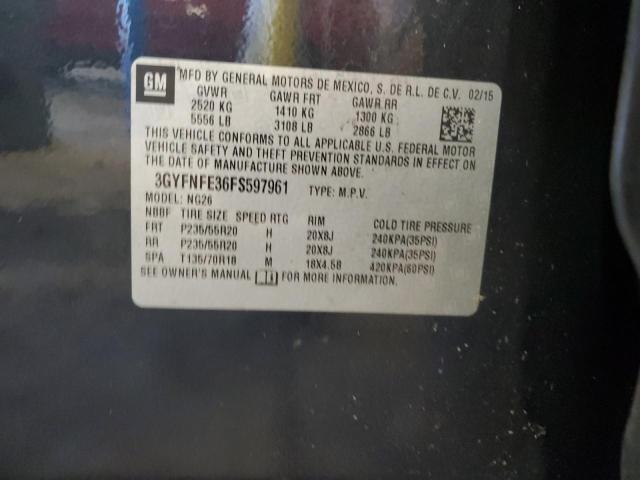 GM MFD BY GENERAL MOTORS DE MEXICO, S. DE R.L. DE C.V. 02/15
GVWR GAWR FRT GAWR RR
2520 KG 1410 KG 1300 KG
5556 LB 3108 LB 2866 LB
THIS VEHICLE CONFORMS TO ALL APPLICABLE U.S. FEDERAL MOTOR
VEHICLE SAFETY AND THEFT PREVENTION STANDARDS IN EFFECT ON
THE DATE OF MANUFACTURE SHOWN ABOVE.
3GYFNFE36FS597961 TYPE: M.P.V.
MODEL: NG26
NBBF TIRE SIZE SPEED RTG RIM COLD TIRE PRESSURE
FRT P235/55R20 H 20X8J 240KPA(35PSI)
RR P235/55R20 H 20X8J 240KPA(35PSI)
SPA T135/70R18 M 18X4.5B 420KPA(60PSI)
SEE OWNER'S MANUAL FOR MORE INFORMATION.